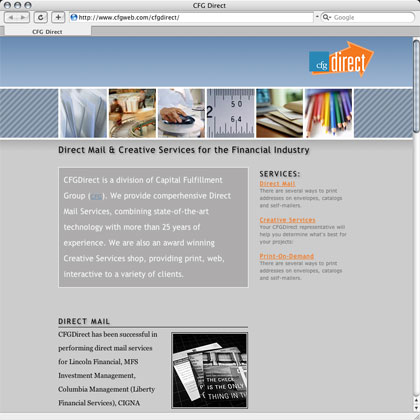 CFG Direct
http://www.cfgweb.com/cfgdirect/
Google
CFG Direct
cfg direct
Direct Mail & Creative Services for the Financial Industry
CFGDirect is a division of Capital Fulfillment
Group (CFG). We provide comperhensive Direct
Mail Services, combining state-of-the-art
technology with more than 25 years of
experience. We are also an award winning
Creative Services shop, providing print, web,
interactive to a variety of clients.
SERVICES:
Direct Mail
There are several ways to print
addresses on envelopes, catalogs
and self-mailers.
Creative Services
Your CFGDirect representative will
help you determine what's best for
your projects:
Print-On-Demand
There are several ways to print
addresses on envelopes, catalogs
and self-mailers.
DIRECT MAIL
CFGDirect has been successful in
performing direct mail services
for Lincoln Financial, MFS
Investment Management,
Columbia Management (Liberty
Financial Services), CIGNA
50
2
THE CHECK
IS THE ONLY
THING IN T